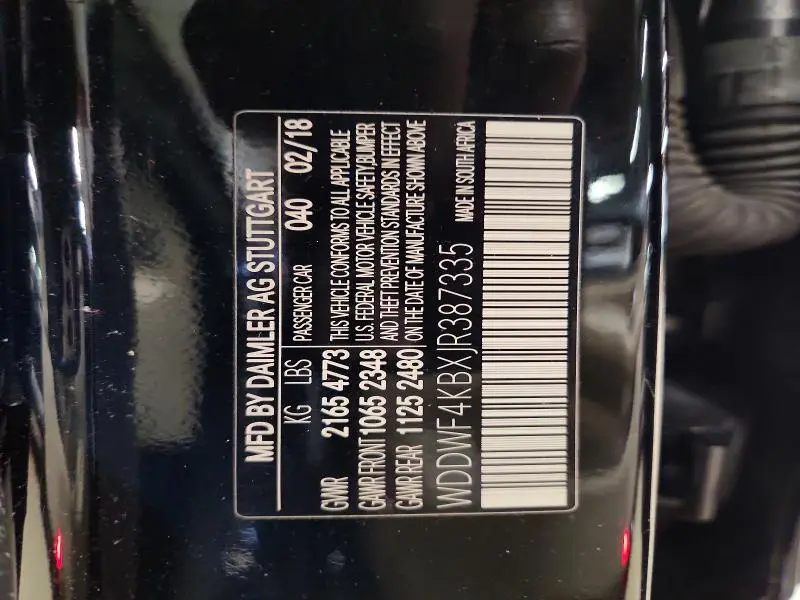 MFD BY DAIMLER AG STUTTGART
KG LBS PASSENGER CAR 040 02/18
GWR 2165 4773 THIS VEHICLE CONFORMS TO ALL APPLICABLE
GAWR FRONT 1065 2348 U.S. FEDERAL MOTOR VEHICLE SAFETY, BUMPER
GAWR REAR 1125 2480 AND THEFT PREVENTION STANDARDS IN EFFECT
ON THE DATE OF MANUFACTURE SHOWN ABOVE
WDDWF4KBXJR387335 MADE IN SOUTH AFRICA